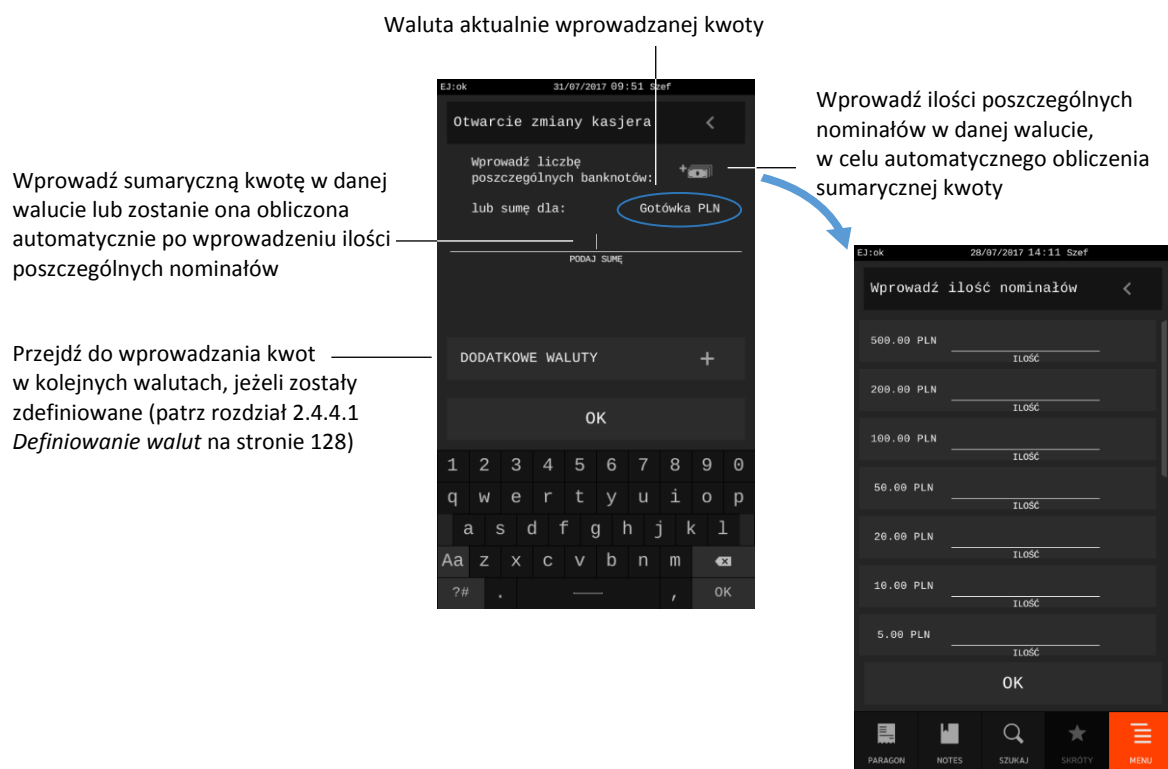 Waluta aktualnie wprowadzanej kwoty
EJ:ok 31/07/2017 09:51 Szef
Otwarcie zmiany kasjera <
Wprowadź liczbę
poszczególnych banknotów: +
lub sumę dla: Gotówka PLN
PODAJ SUMĘ
DODATKOWE WALUTY +
OK
1 2 3 4 5 6 7 8 9 0
q w e r t y u i o p
a s d f g h j k l
Aa z x c v b n m
?# . , OK
Wprowadź sumaryczną kwotę w danej
walucie lub zostanie ona obliczona
automatycznie po wprowadzeniu ilości
poszczególnych nominałów
Przejdź do wprowadzania kwot
w kolejnych walutach, jeżeli zostały
zdefiniowane (patrz rozdział 2.4.4.1
Definiowanie walut na stronie 128)
Wprowadź ilości poszczególnych
nominałów w danej walucie,
w celu automatycznego obliczenia
sumarycznej kwoty
EJ:ok 28/07/2017 14:11 Szef
Wprowadź ilość nominałów <
500.00 PLN
ILOŚĆ
200.00 PLN
ILOŚĆ
100.00 PLN
ILOŚĆ
50.00 PLN
ILOŚĆ
20.00 PLN
ILOŚĆ
10.00 PLN
ILOŚĆ
5.00 PLN
ILOŚĆ
OK
PARAGON NOTES SZUKAJ SKRÓTY MENU